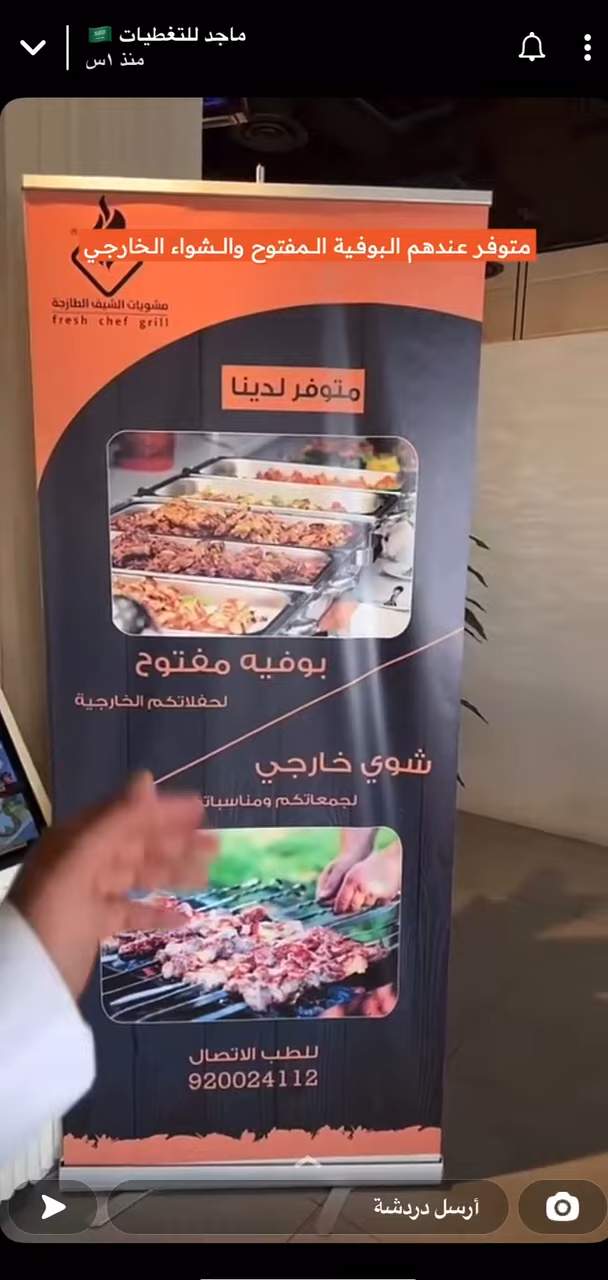 ماجد للتغطيات 🇸🇦
منذ ١س
متوفر عندهم البوفية المفتوح والشواء الخارجي
مشويات الشيف الطازجة
fresh chef grill
متوفر لدينا
بوفيه مفتوح
لحفلاتكم الخارجية
شوي خارجي
لجمعاتكم
للطب الاتصال
920024112
أرسل دردشة